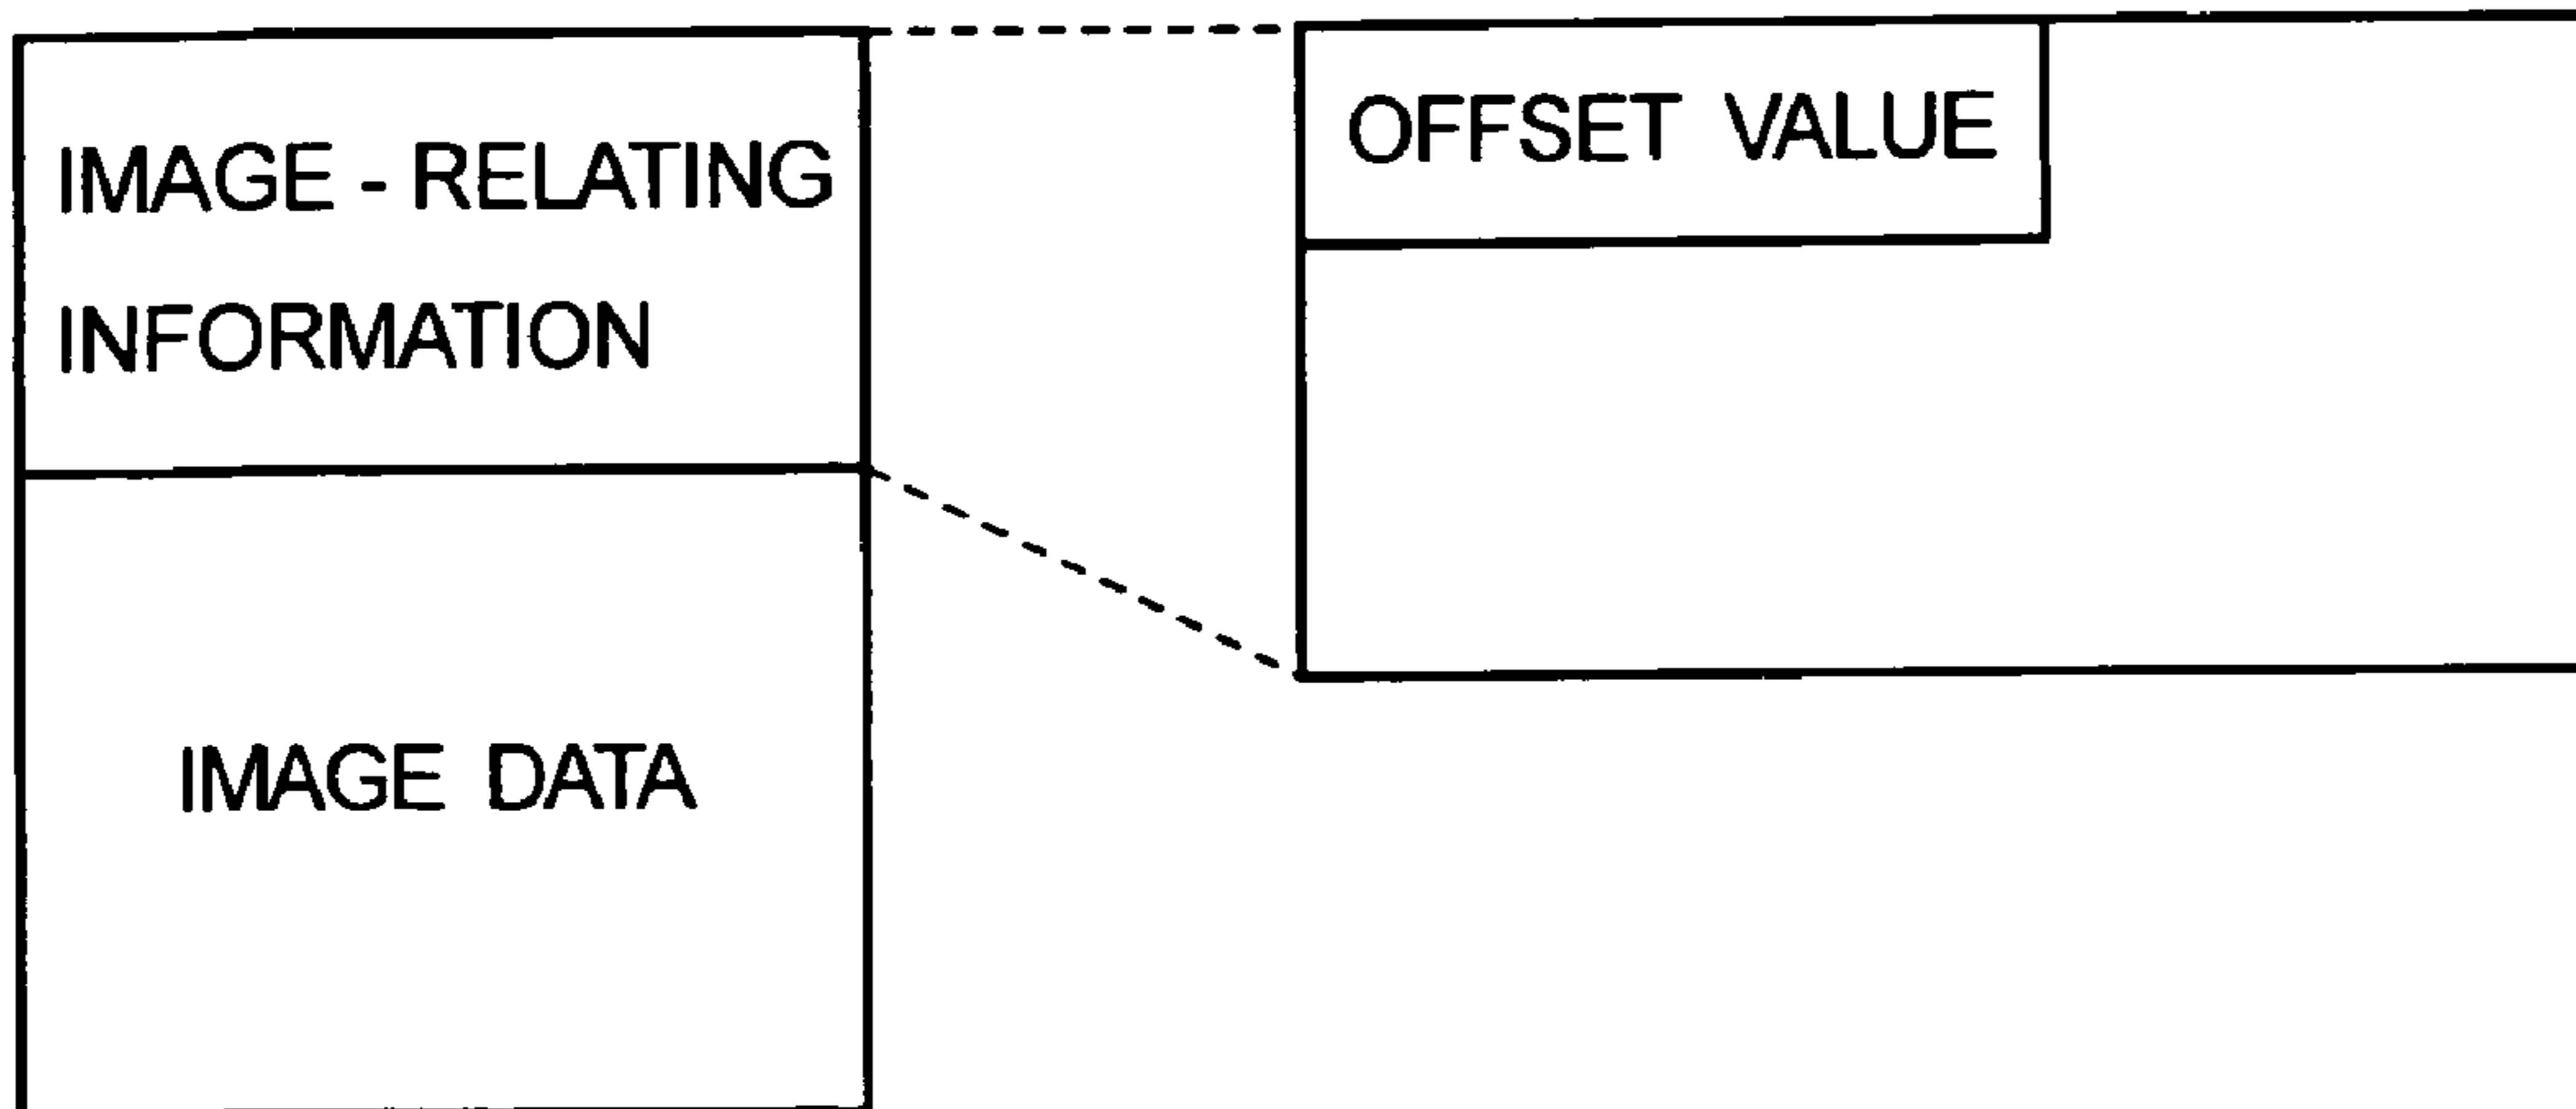 IMAGE - RELATING
INFORMATION
OFFSET VALUE
IMAGE DATA